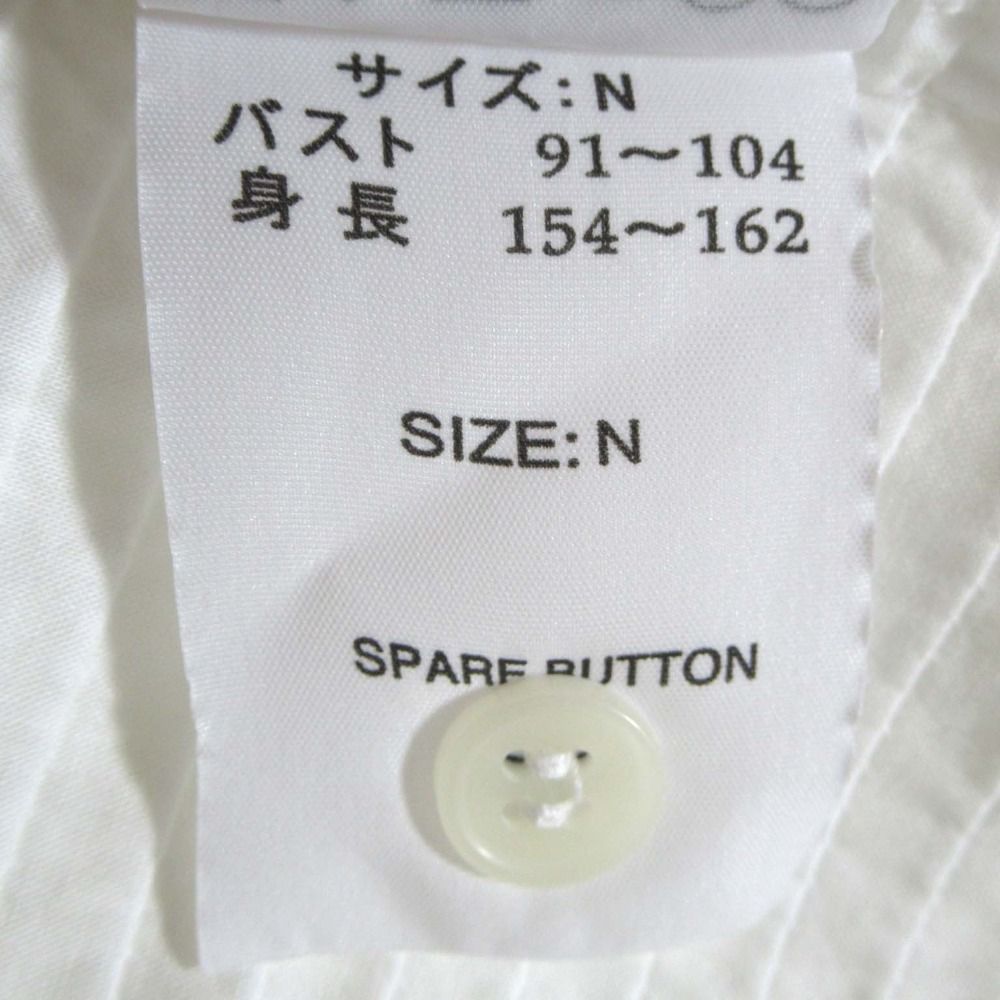 サイズ: N
バスト 91～104
身長 154～162
SIZE: N
SPARE BUTTON